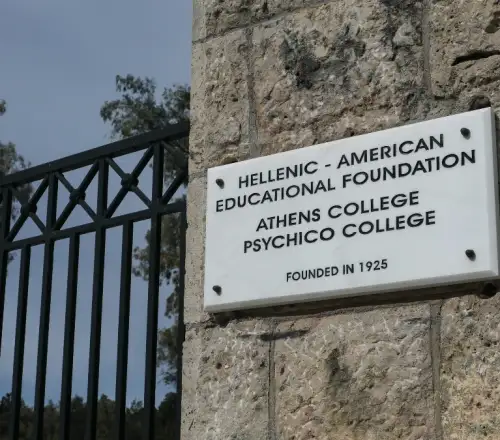 HELLENIC - AMERICAN
EDUCATIONAL FOUNDATION
ATHENS COLLEGE
PSYCHICO COLLEGE
FOUNDED IN 1925